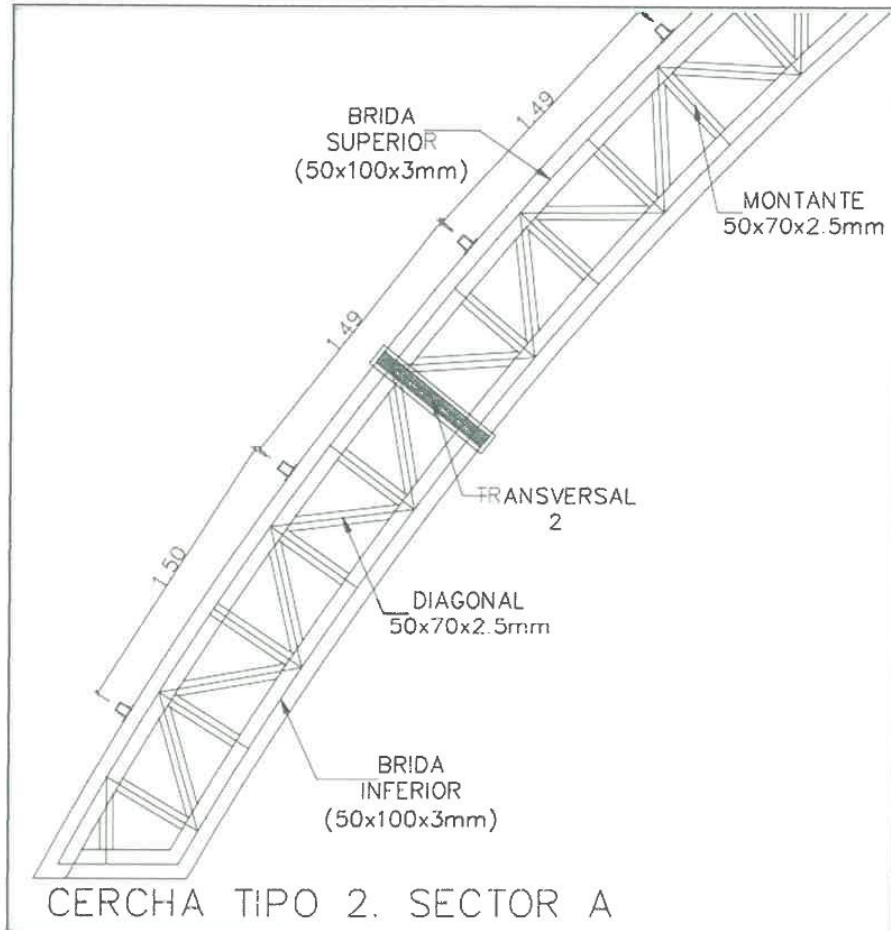 1.49
BRIDA
SUPERIOR
(50x100x3mm)
MONTANTE
50x70x2.5mm
1.49
TRANSVERSAL
2
1.50
DIAGONAL
50x70x2.5mm
BRIDA
INFERIOR
(50x100x3mm)
CERCHA TIPO 2. SECTOR A